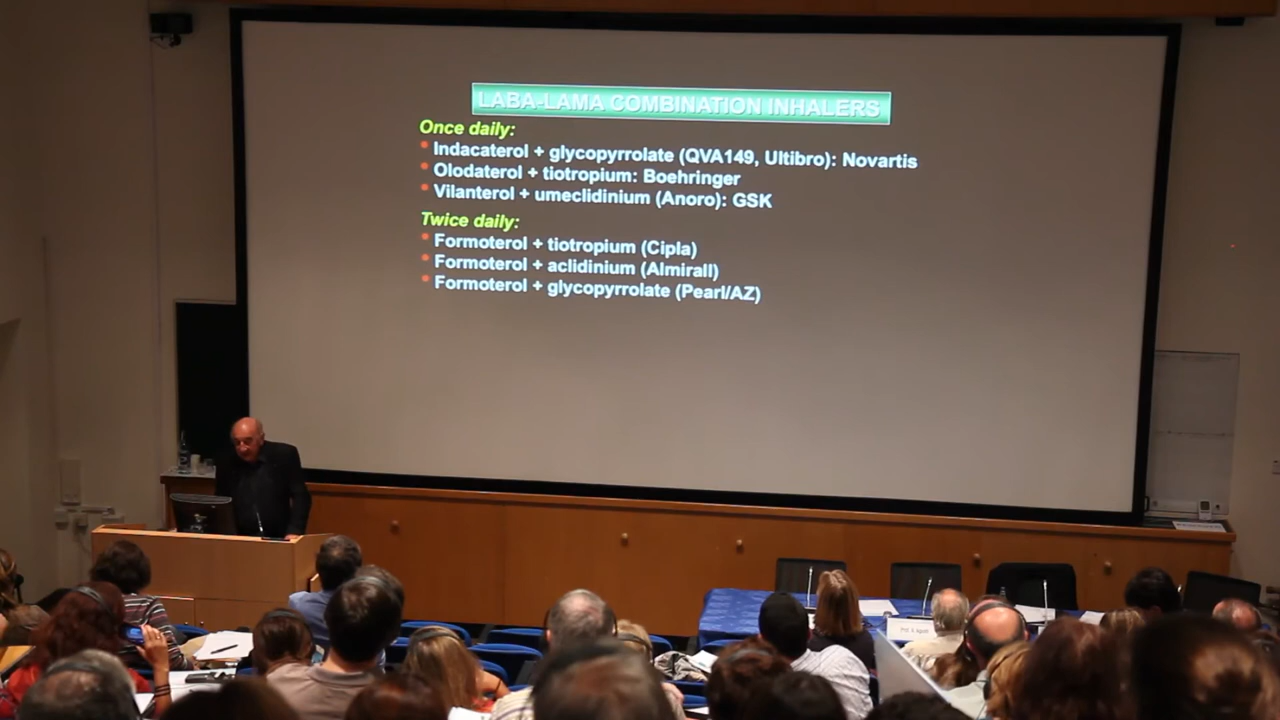 LABA-LAMA COMBINATION INHALERS
Once daily:
• Indacaterol + glycopyrrolate (QVA149, Ultibro): Novartis
• Olodaterol + tiotropium: Boehringer
• Vilanterol + umeclidinium (Anoro): GSK
Twice daily:
• Formoterol + tiotropium (Cipla)
• Formoterol + aclidinium (Almirall)
• Formoterol + glycopyrrolate (Pearl/AZ)